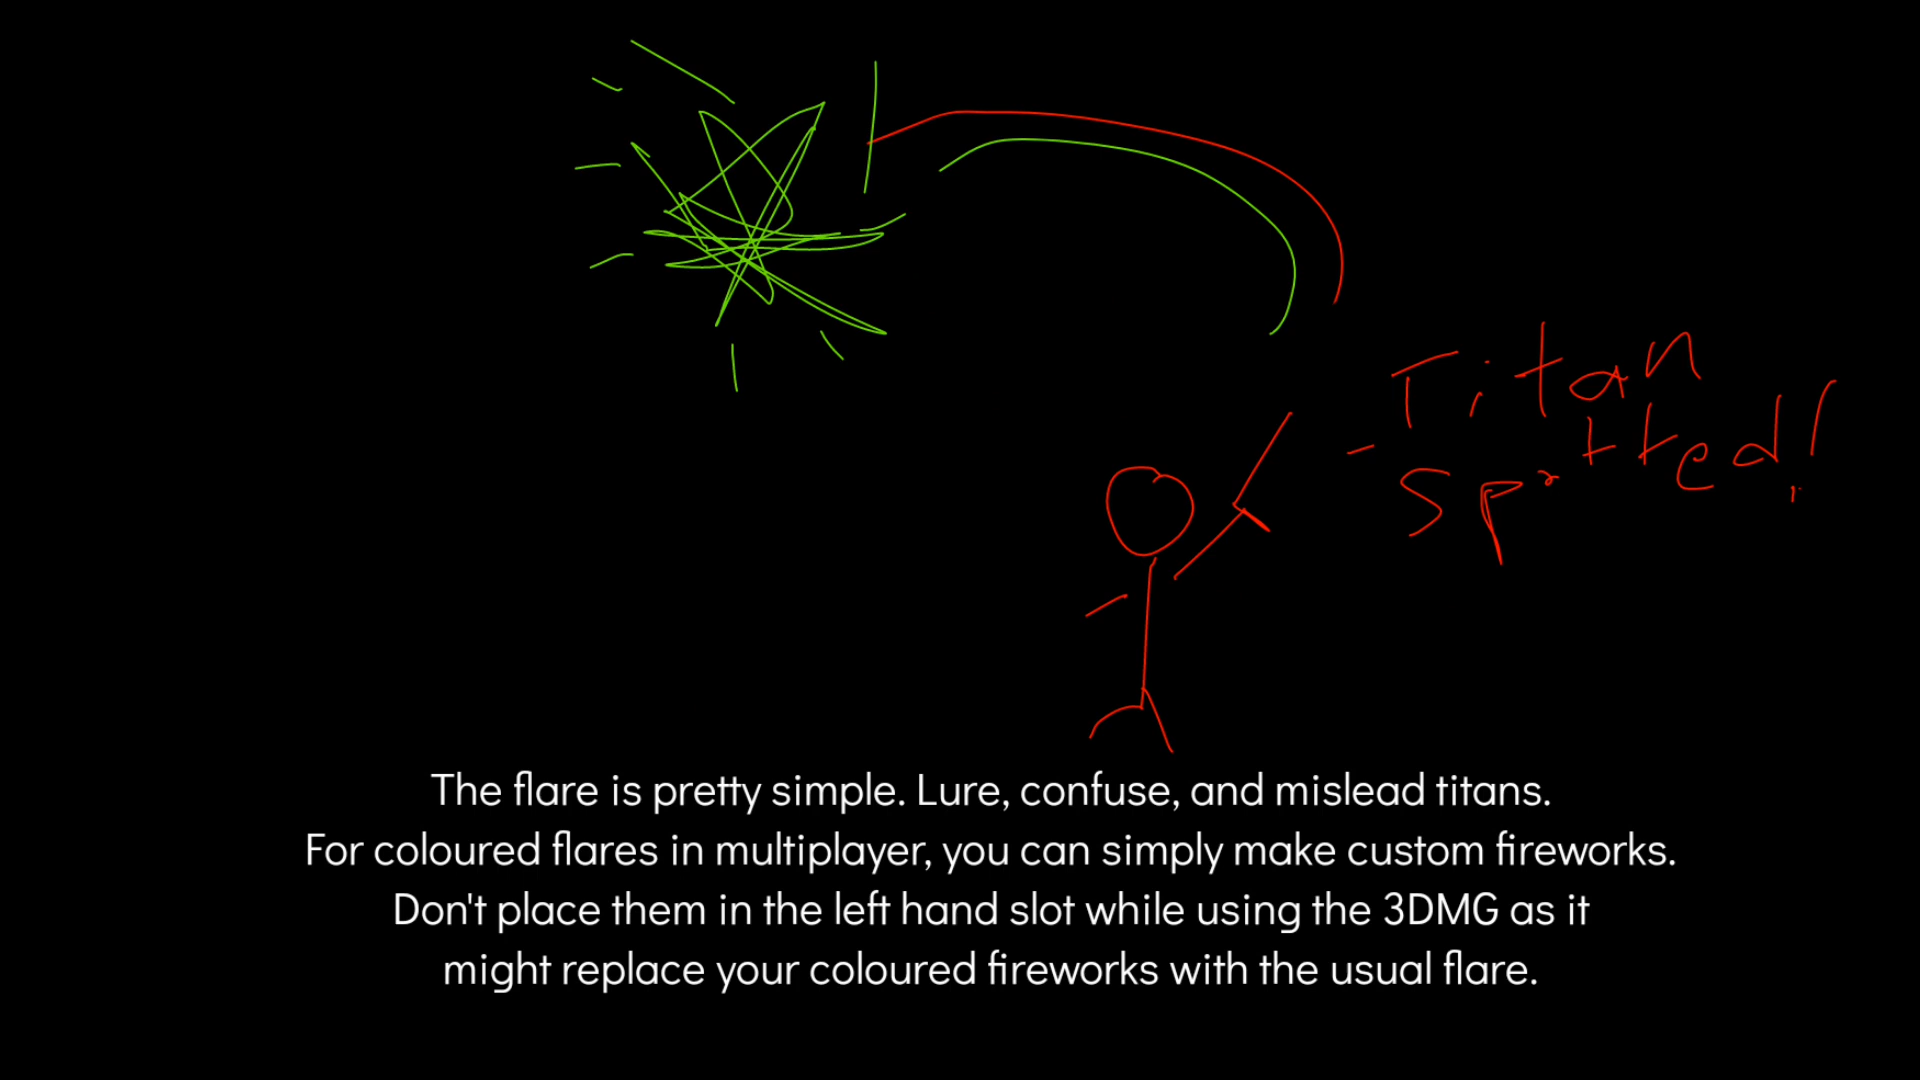 - Titan
Spotted!
The flare is pretty simple. Lure, confuse, and mislead titans.
For coloured flares in multiplayer, you can simply make custom fireworks.
Don't place them in the left hand slot while using the 3DMG as it
might replace your coloured fireworks with the usual flare.